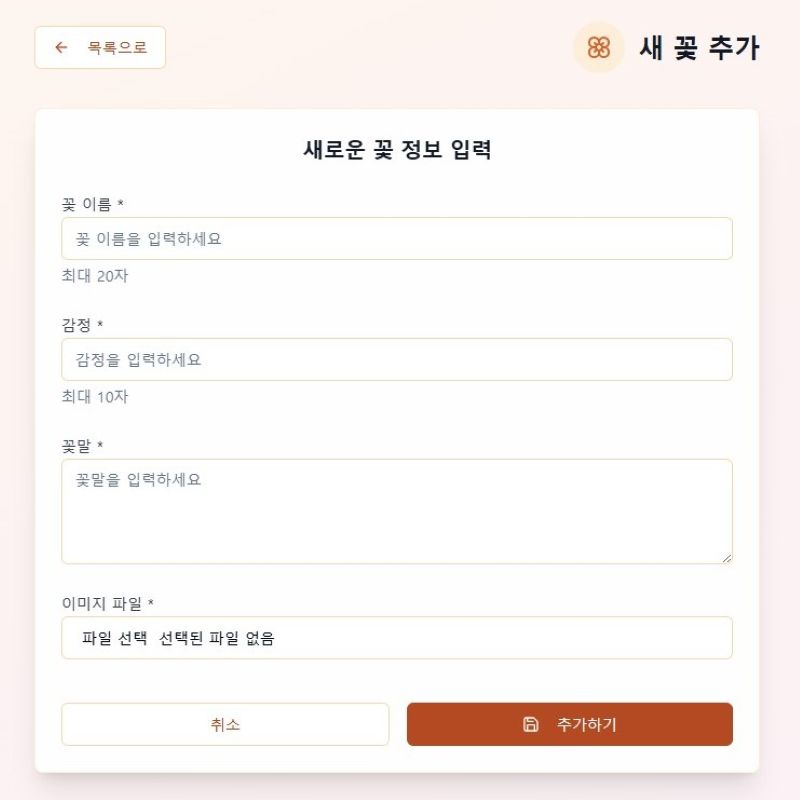 목록으로
새 꽃 추가
새로운 꽃 정보 입력
꽃 이름 *
꽃 이름을 입력하세요
최대 20자
감정 *
감정을 입력하세요
최대 10자
꽃말 *
꽃말을 입력하세요
이미지 파일 *
파일 선택 선택된 파일 없음
취소
추가하기